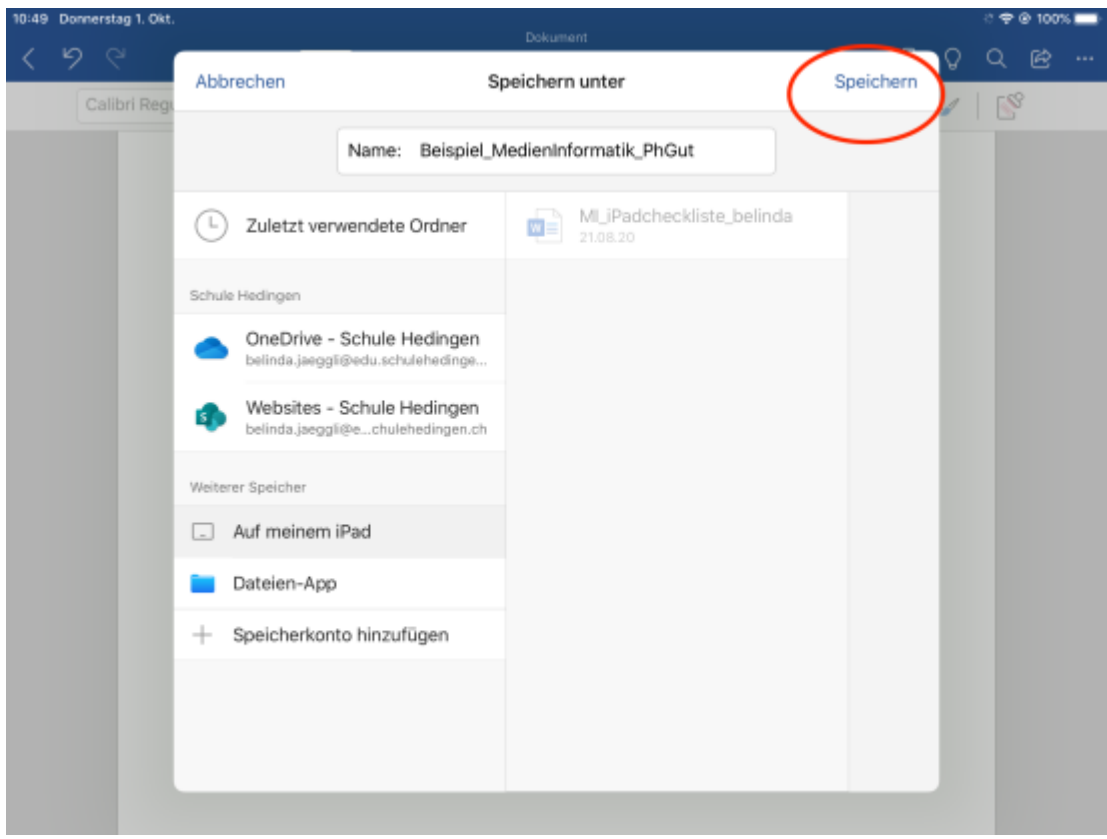 10:49 Donnerstag 1. Okt.
100%
Dokument
Abbrechen
Speichern unter
Speichern
Calibri Regu
Name: Beispiel_MedienInformatik_PhGut
Zuletzt verwendete Ordner
MI_iPadcheckliste_belinda
21.08.20
Schule Hedingen
OneDrive - Schule Hedingen
belinda.jaeggli@edu.schulehedinge...
Websites - Schule Hedingen
belinda.jaeggli@e...chulehedingen.ch
Weiterer Speicher
Auf meinem iPad
Dateien-App
Speicherkonto hinzufügen